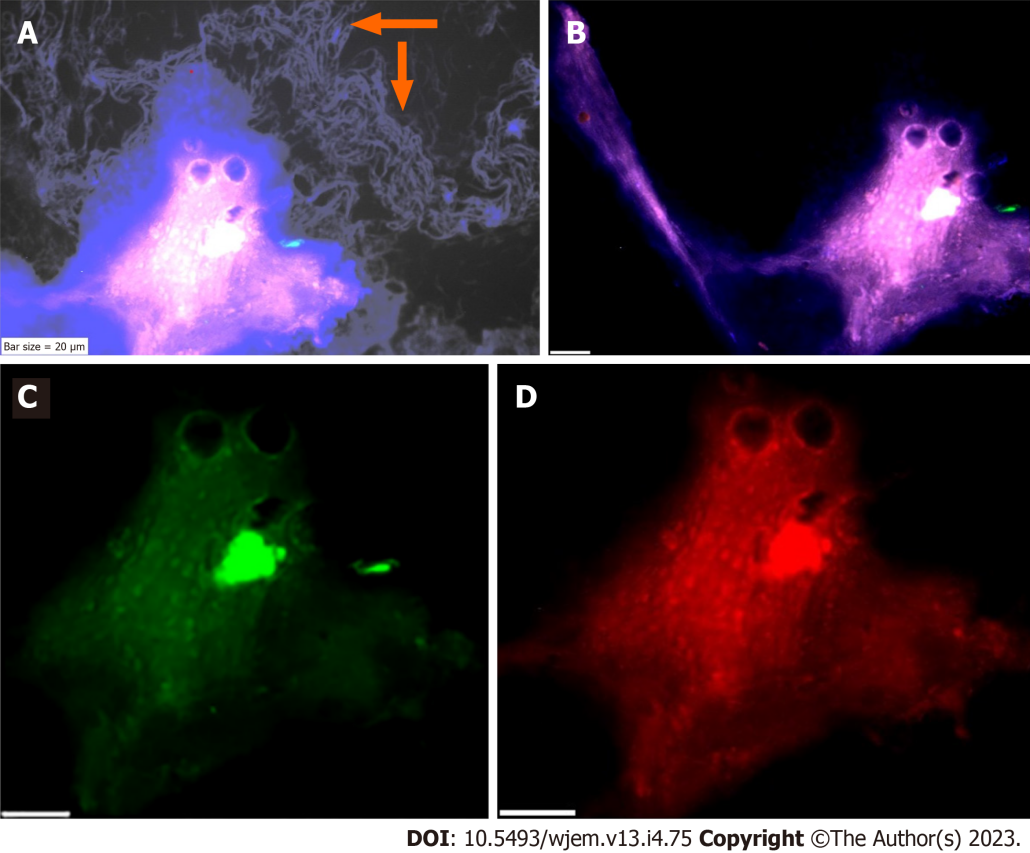 A
B
Bar size = 20 µm
C
D
DOI: 10.5493/wjem.v13.i4.75 Copyright ©The Author(s) 2023.